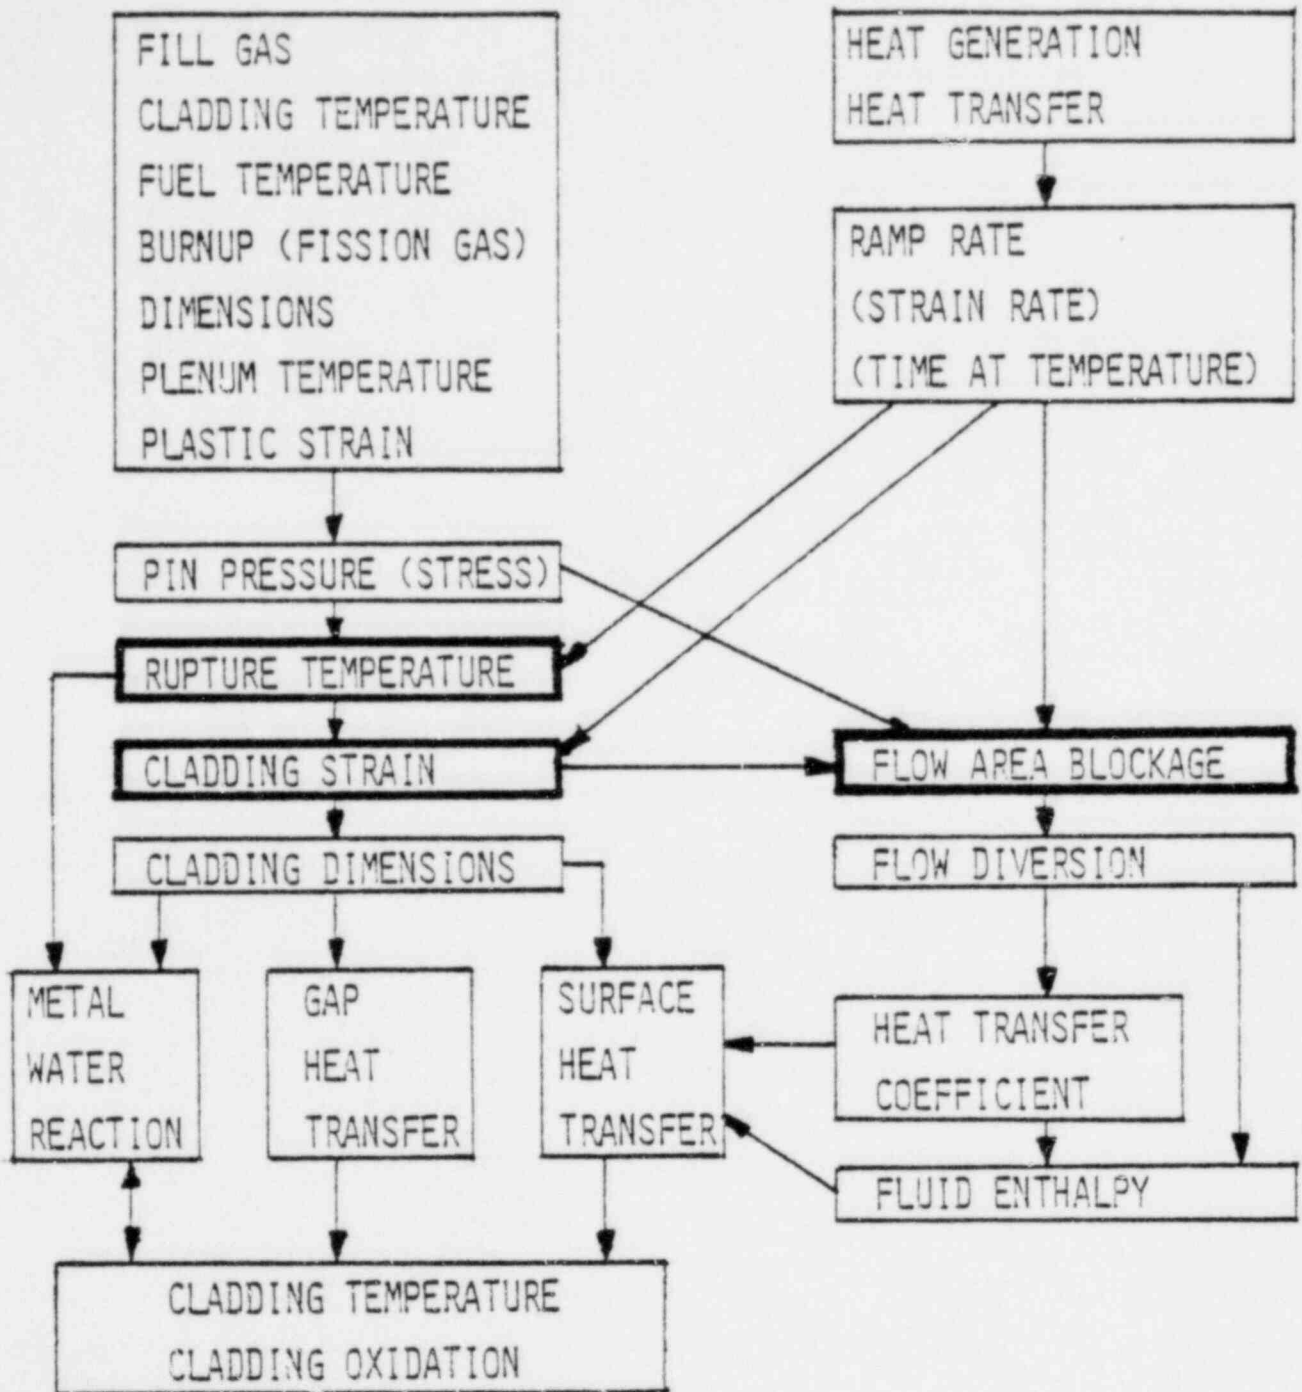 FILL GAS
CLADDING TEMPERATURE
FUEL TEMPERATURE
BURNUP (FISSION GAS)
DIMENSIONS
PLENUM TEMPERATURE
PLASTIC STRAIN
HEAT GENERATION
HEAT TRANSFER
RAMP RATE
(STRAIN RATE)
(TIME AT TEMPERATURE)
PIN PRESSURE (STRESS)
RUPTURE TEMPERATURE
CLADDING STRAIN
FLOW AREA BLOCKAGE
CLADDING DIMENSIONS
FLOW DIVERSION
METAL
WATER
REACTION
GAP
HEAT
TRANSFER
SURFACE
HEAT
TRANSFER
HEAT TRANSFER
COEFFICIENT
FLUID ENTHALPY
CLADDING TEMPERATURE
CLADDING OXIDATION